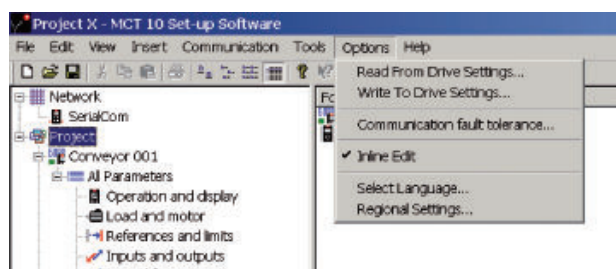 Project X - MCT 10 Set-up Software
File Edit View Insert Communication Tools Options Help
Read From Drive Settings...
Write To Drive Settings...
Communication fault tolerance...
Inline Edit
Select Language...
Regional Settings...
Network
SerialCom
Project
Conveyor 001
All Parameters
Operation and display
Load and motor
References and limits
Inputs and outputs